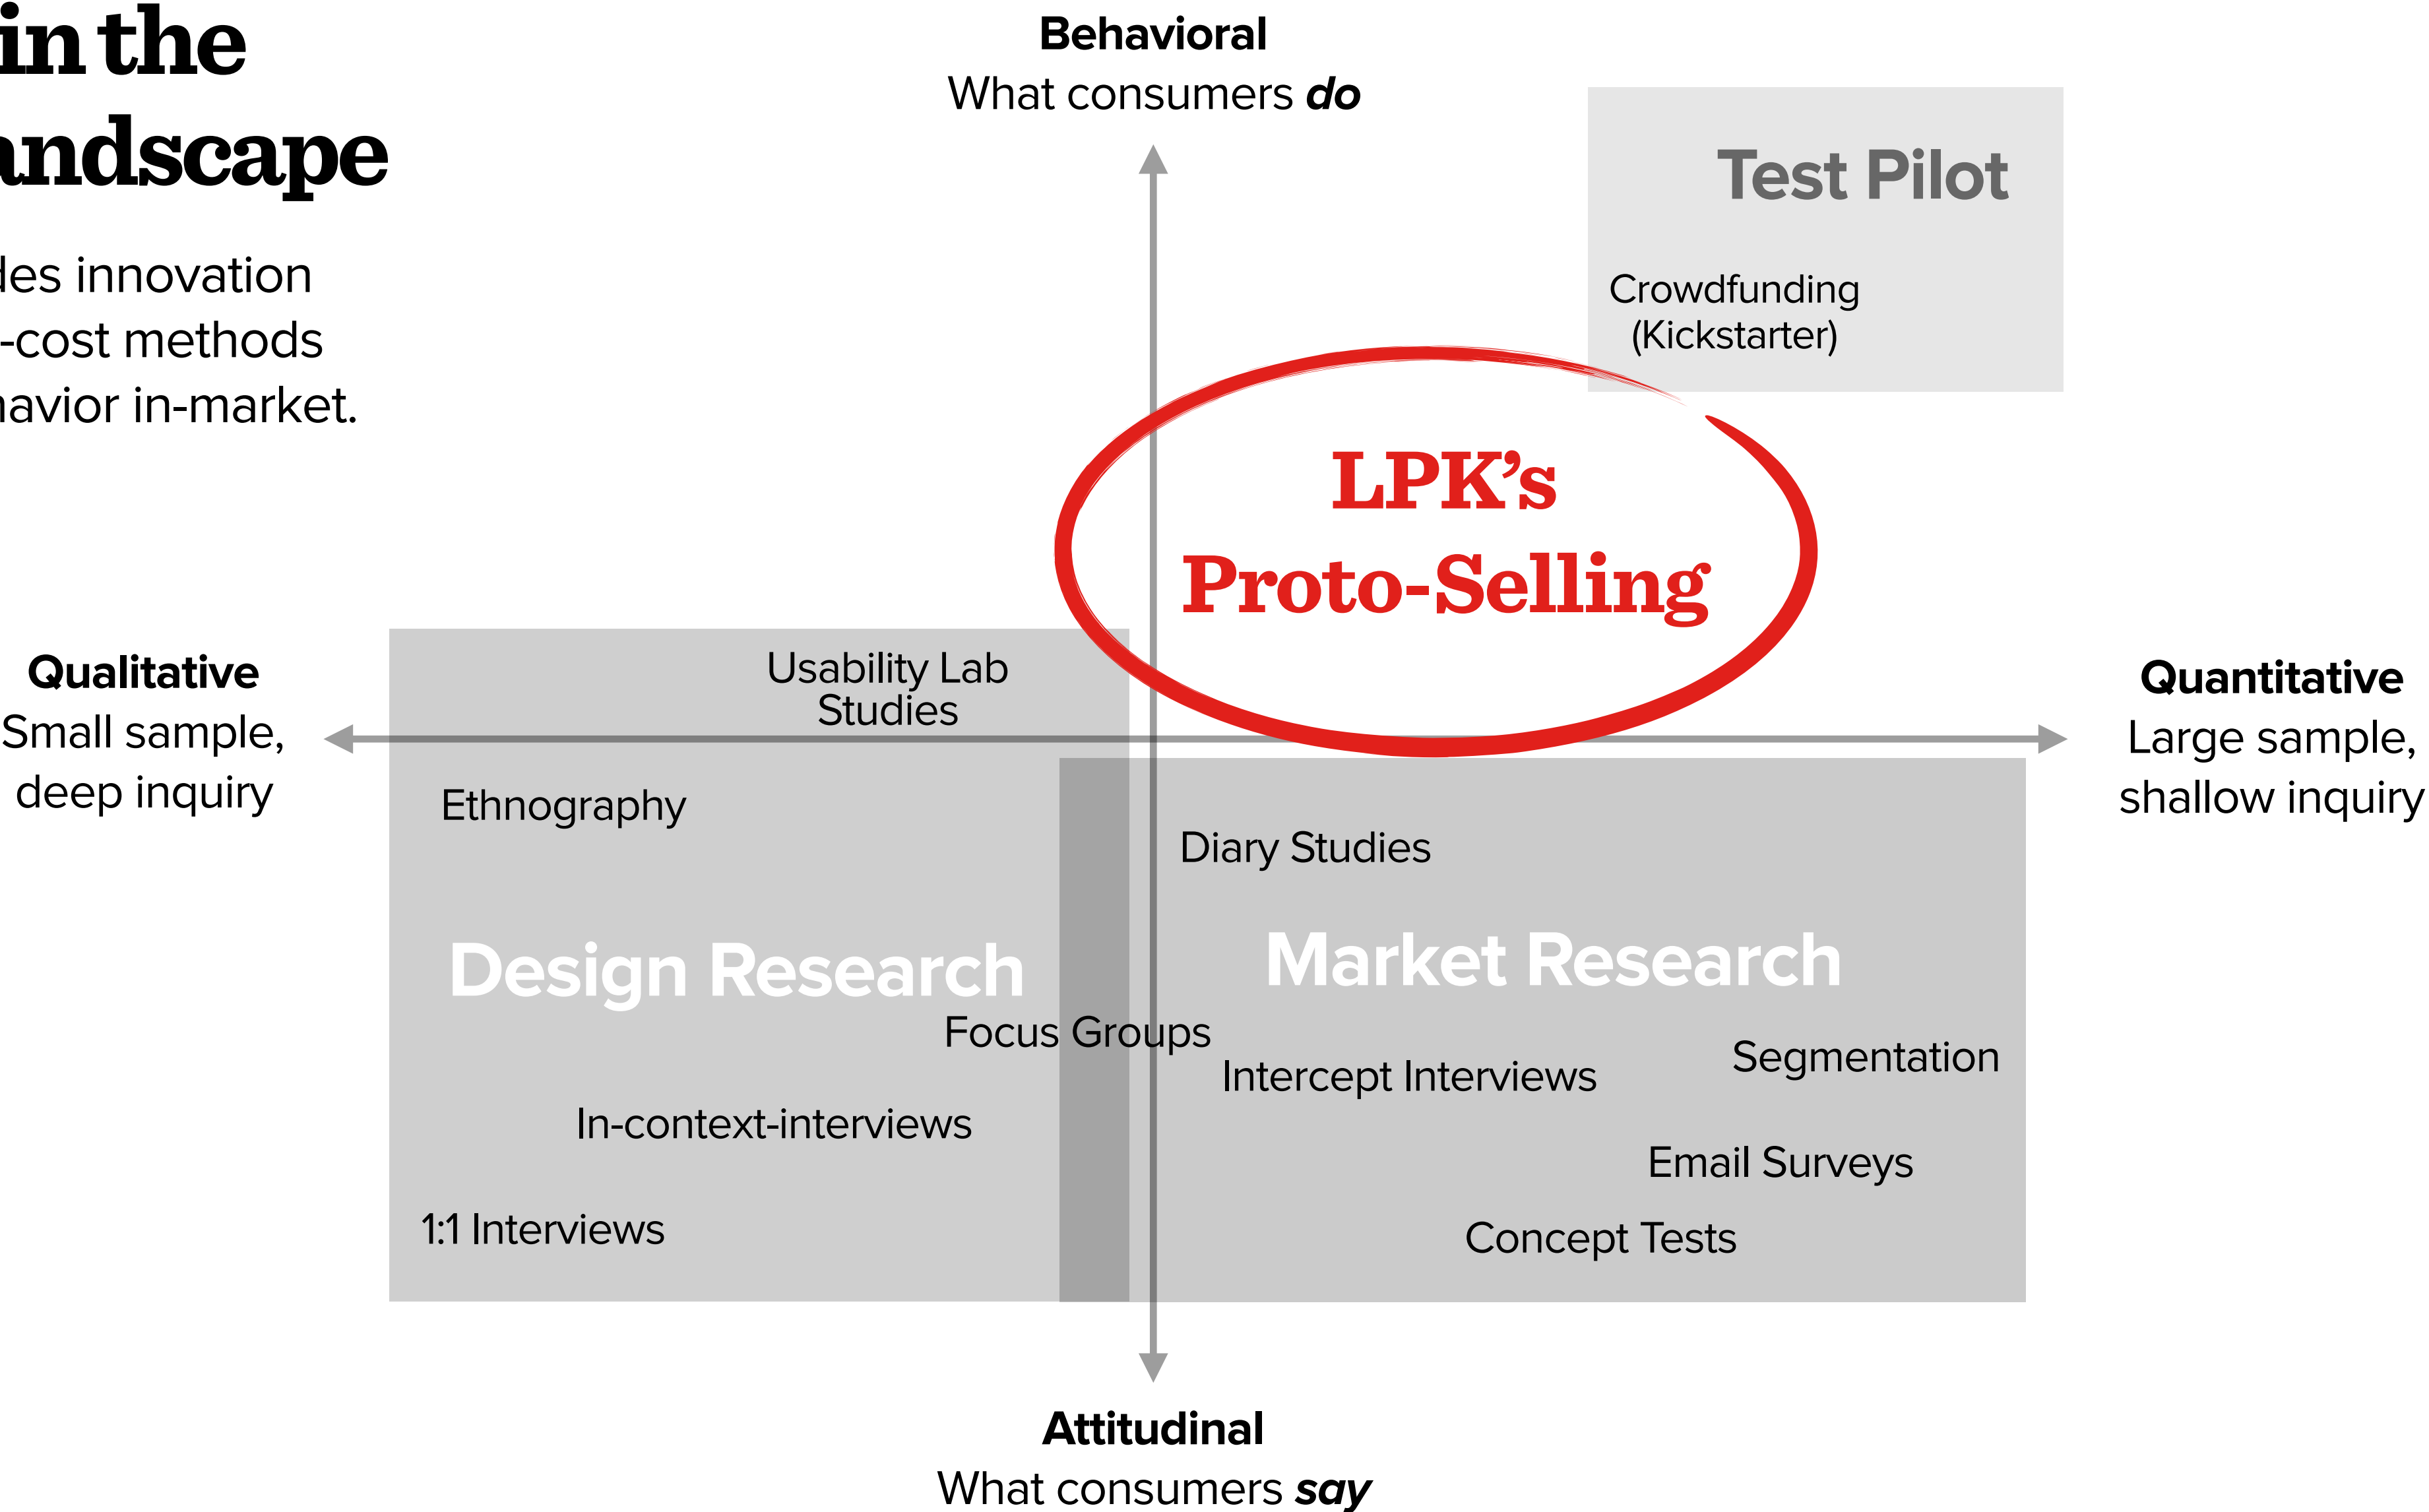 in the
andscape
des innovation
-cost methods
avior in-market.
Behavioral
What consumers do
Test Pilot
Crowdfunding
(Kickstarter)
LPK’s
Proto-Selling
Qualitative
Small sample,
deep inquiry
Quantitative
Large sample,
shallow inquiry
Usability Lab
Studies
Ethnography
Design Research
Focus Groups
In-context-interviews
1:1 Interviews
Diary Studies
Market Research
Intercept Interviews
Segmentation
Email Surveys
Concept Tests
Attitudinal
What consumers say